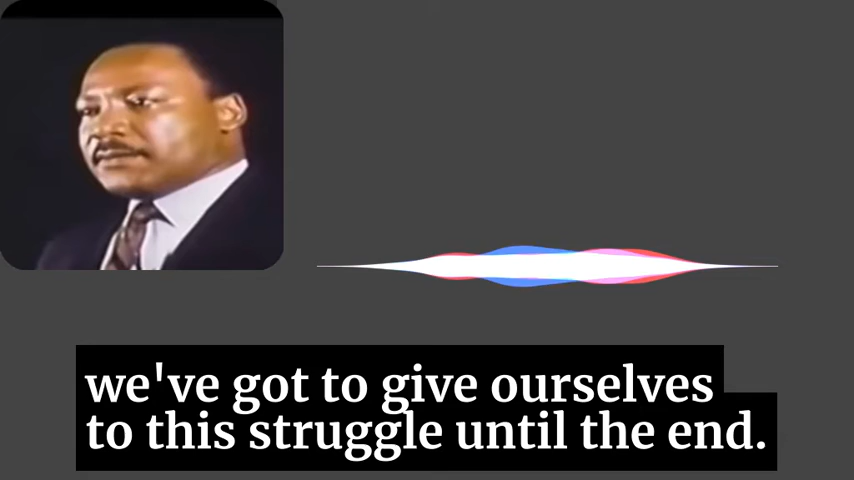 we've got to give ourselves
to this struggle until the end.